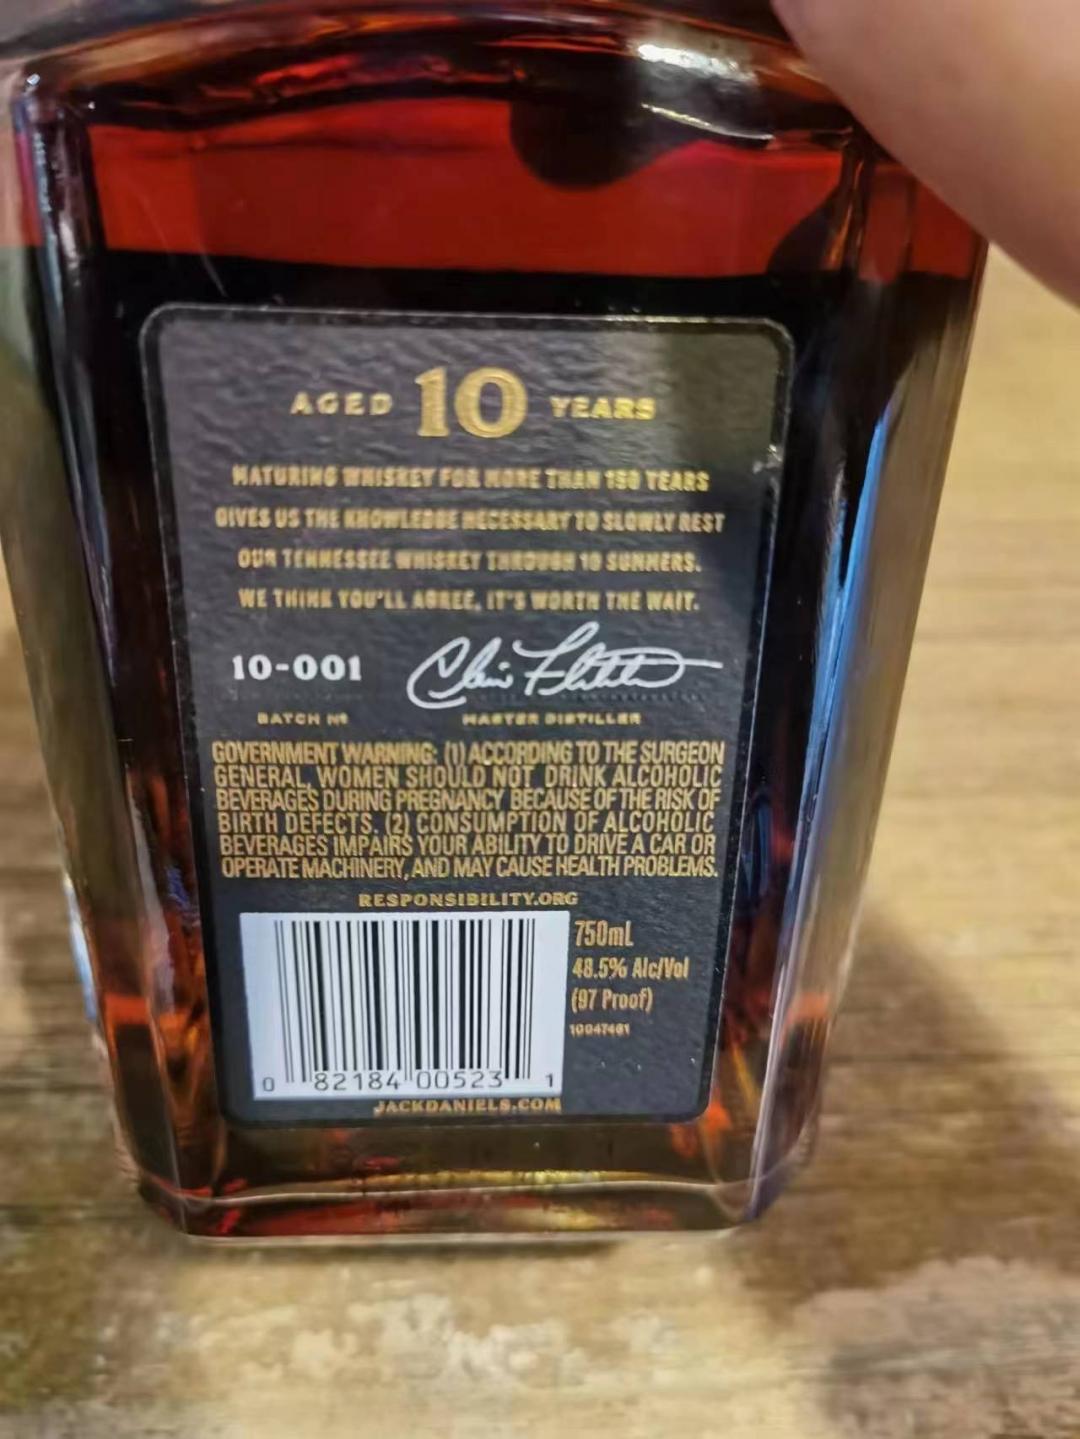 AGED 10 YEARS
MATURING WHISKEY FOR MORE THAN 150 YEARS
GIVES US THE KNOWLEDGE NECESSARY TO SLOWLY REST
OUR TENNESSEE WHISKEY THROUGH 10 SUMMERS.
WE THINK YOU'LL AGREE, IT'S WORTH THE WAIT.
10-001
BATCH Nº
MASTER DISTILLER
GOVERNMENT WARNING: (1) ACCORDING TO THE SURGEON
GENERAL, WOMEN SHOULD NOT DRINK ALCOHOLIC
BEVERAGES DURING PREGNANCY BECAUSE OF THE RISK OF
BIRTH DEFECTS. (2) CONSUMPTION OF ALCOHOLIC
BEVERAGES IMPAIRS YOUR ABILITY TO DRIVE A CAR OR
OPERATE MACHINERY, AND MAY CAUSE HEALTH PROBLEMS.
RESPONSIBILITY.ORG
750mL
48.5% Alc/Vol
(97 Proof)
10047461
0 82184 00523 1
JACKDANIELS.COM